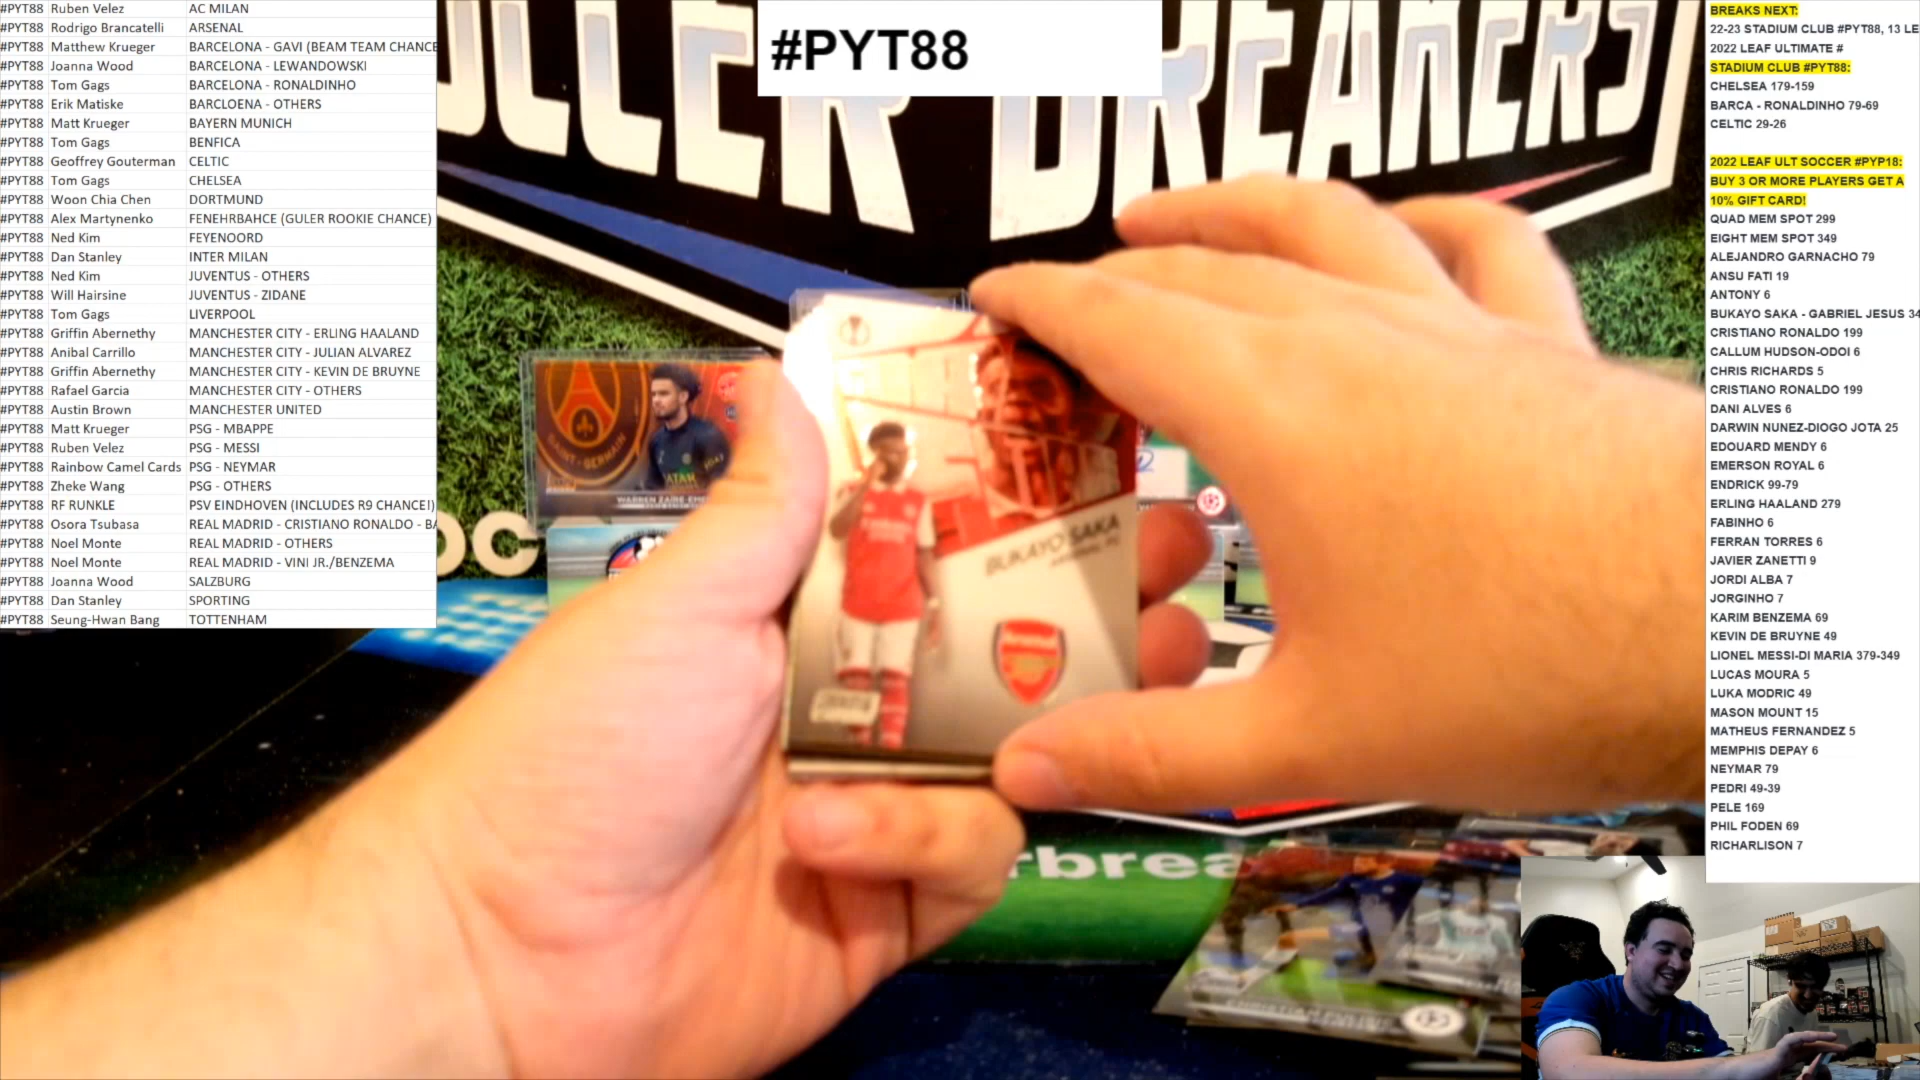 #PYT88 Ruben Velez AC MILAN
#PYT88 Rodrigo Brancatelli ARSENAL
#PYT88 Matthew Krueger BARCELONA - GAVI (BEAM TEAM CHANCE
#PYT88 Joanna Wood BARCELONA - LEWANDOWSKI
#PYT88 Tom Gags BARCELONA - RONALDINHO
#PYT88 Erik Matiske BARCLOENA - OTHERS
#PYT88 Matt Krueger BAYERN MUNICH
#PYT88 Tom Gags BENFICA
#PYT88 Geoffrey Gouterman CELTIC
#PYT88 Tom Gags CHELSEA
#PYT88 Woon Chia Chen DORTMUND
#PYT88 Alex Martynenko FENEHRBAHCE (GULER ROOKIE CHANCE)
#PYT88 Ned Kim FEYENOORD
#PYT88 Dan Stanley INTER MILAN
#PYT88 Ned Kim JUVENTUS - OTHERS
#PYT88 Will Hairsine JUVENTUS - ZIDANE
#PYT88 Tom Gags LIVERPOOL
#PYT88 Griffin Abernethy MANCHESTER CITY - ERLING HAALAND
#PYT88 Anibal Carrillo MANCHESTER CITY - JULIAN ALVAREZ
#PYT88 Griffin Abernethy MANCHESTER CITY - KEVIN DE BRUYNE
#PYT88 Rafael Garcia MANCHESTER CITY - OTHERS
#PYT88 Austin Brown MANCHESTER UNITED
#PYT88 Matt Krueger PSG - MBAPPE
#PYT88 Ruben Velez PSG - MESSI
#PYT88 Rainbow Camel Cards PSG - NEYMAR
#PYT88 Zheke Wang PSG - OTHERS
#PYT88 RF RUNKLE PSV EINDHOVEN (INCLUDES R9 CHANCE!)
#PYT88 Osora Tsubasa REAL MADRID - CRISTIANO RONALDO - BA
#PYT88 Noel Monte REAL MADRID - OTHERS
#PYT88 Noel Monte REAL MADRID - VINI JR./BENZEMA
#PYT88 Joanna Wood SALZBURG
#PYT88 Dan Stanley SPORTING
#PYT88 Seung-Hwan Bang TOTTENHAM
#PYT88
CCER BREAKERS
BUKAYO SAKA
Arsenal
SAINT - GERMAIN
QATAR
oc
rbrea
BREAKS NEXT:
22-23 STADIUM CLUB #PYT88, 13 LE
2022 LEAF ULTIMATE #
STADIUM CLUB #PYT88:
CHELSEA 179-159
BARCA - RONALDINHO 79-69
CELTIC 29-26
2022 LEAF ULT SOCCER #PYP18:
BUY 3 OR MORE PLAYERS GET A
10% GIFT CARD!
QUAD MEM SPOT 299
EIGHT MEM SPOT 349
ALEJANDRO GARNACHO 79
ANSU FATI 19
ANTONY 6
BUKAYO SAKA - GABRIEL JESUS 34
CRISTIANO RONALDO 199
CALLUM HUDSON-ODOI 6
CHRIS RICHARDS 5
CRISTIANO RONALDO 199
DANI ALVES 6
DARWIN NUNEZ-DIOGO JOTA 25
EDOUARD MENDY 6
EMERSON ROYAL 6
ENDRICK 99-79
ERLING HAALAND 279
FABINHO 6
FERRAN TORRES 6
JAVIER ZANETTI 9
JORDI ALBA 7
JORGINHO 7
KARIM BENZEMA 69
KEVIN DE BRUYNE 49
LIONEL MESSI-DI MARIA 379-349
LUCAS MOURA 5
LUKA MODRIC 49
MASON MOUNT 15
MATHEUS FERNANDEZ 5
MEMPHIS DEPAY 6
NEYMAR 79
PEDRI 49-39
PELE 169
PHIL FODEN 69
RICHARLISON 7